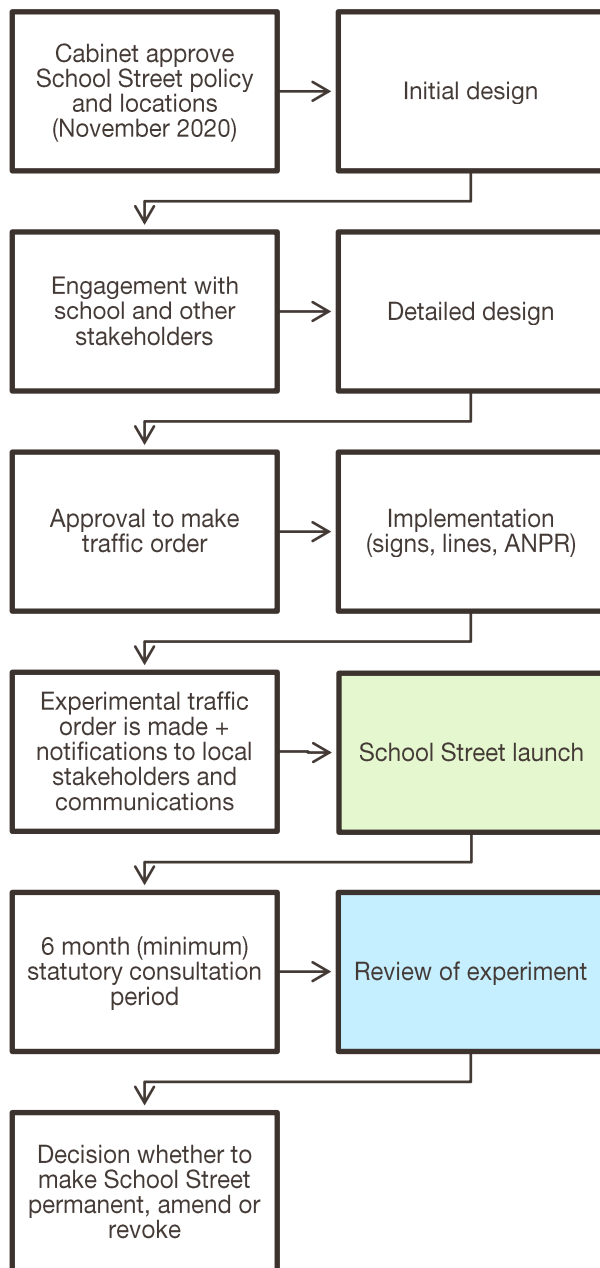 Cabinet approve
School Street policy
and locations
(November 2020)
Initial design
Engagement with
school and other
stakeholders
Detailed design
Approval to make
traffic order
Implementation
(signs, lines, ANPR)
Experimental traffic
order is made +
notifications to local
stakeholders and
communications
School Street launch
6 month (minimum)
statutory consultation
period
Review of experiment
Decision whether to
make School Street
permanent, amend or
revoke